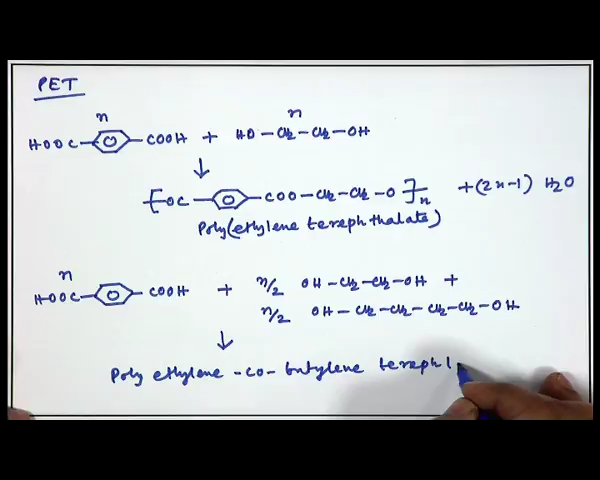 PET
n n
HOOC-⌬-COOH + HO-CH2-CH2-OH
↓
[OC-⌬-COO-CH2-CH2-O]n +(2n-1) H2O
Poly(ethylene terephthalate)
n
HOOC-⌬-COOH + n/2 OH-CH2-CH2-OH +
n/2 OH-CH2-CH2-CH2-CH2-OH
↓
Poly ethylene -co- butylene tereph